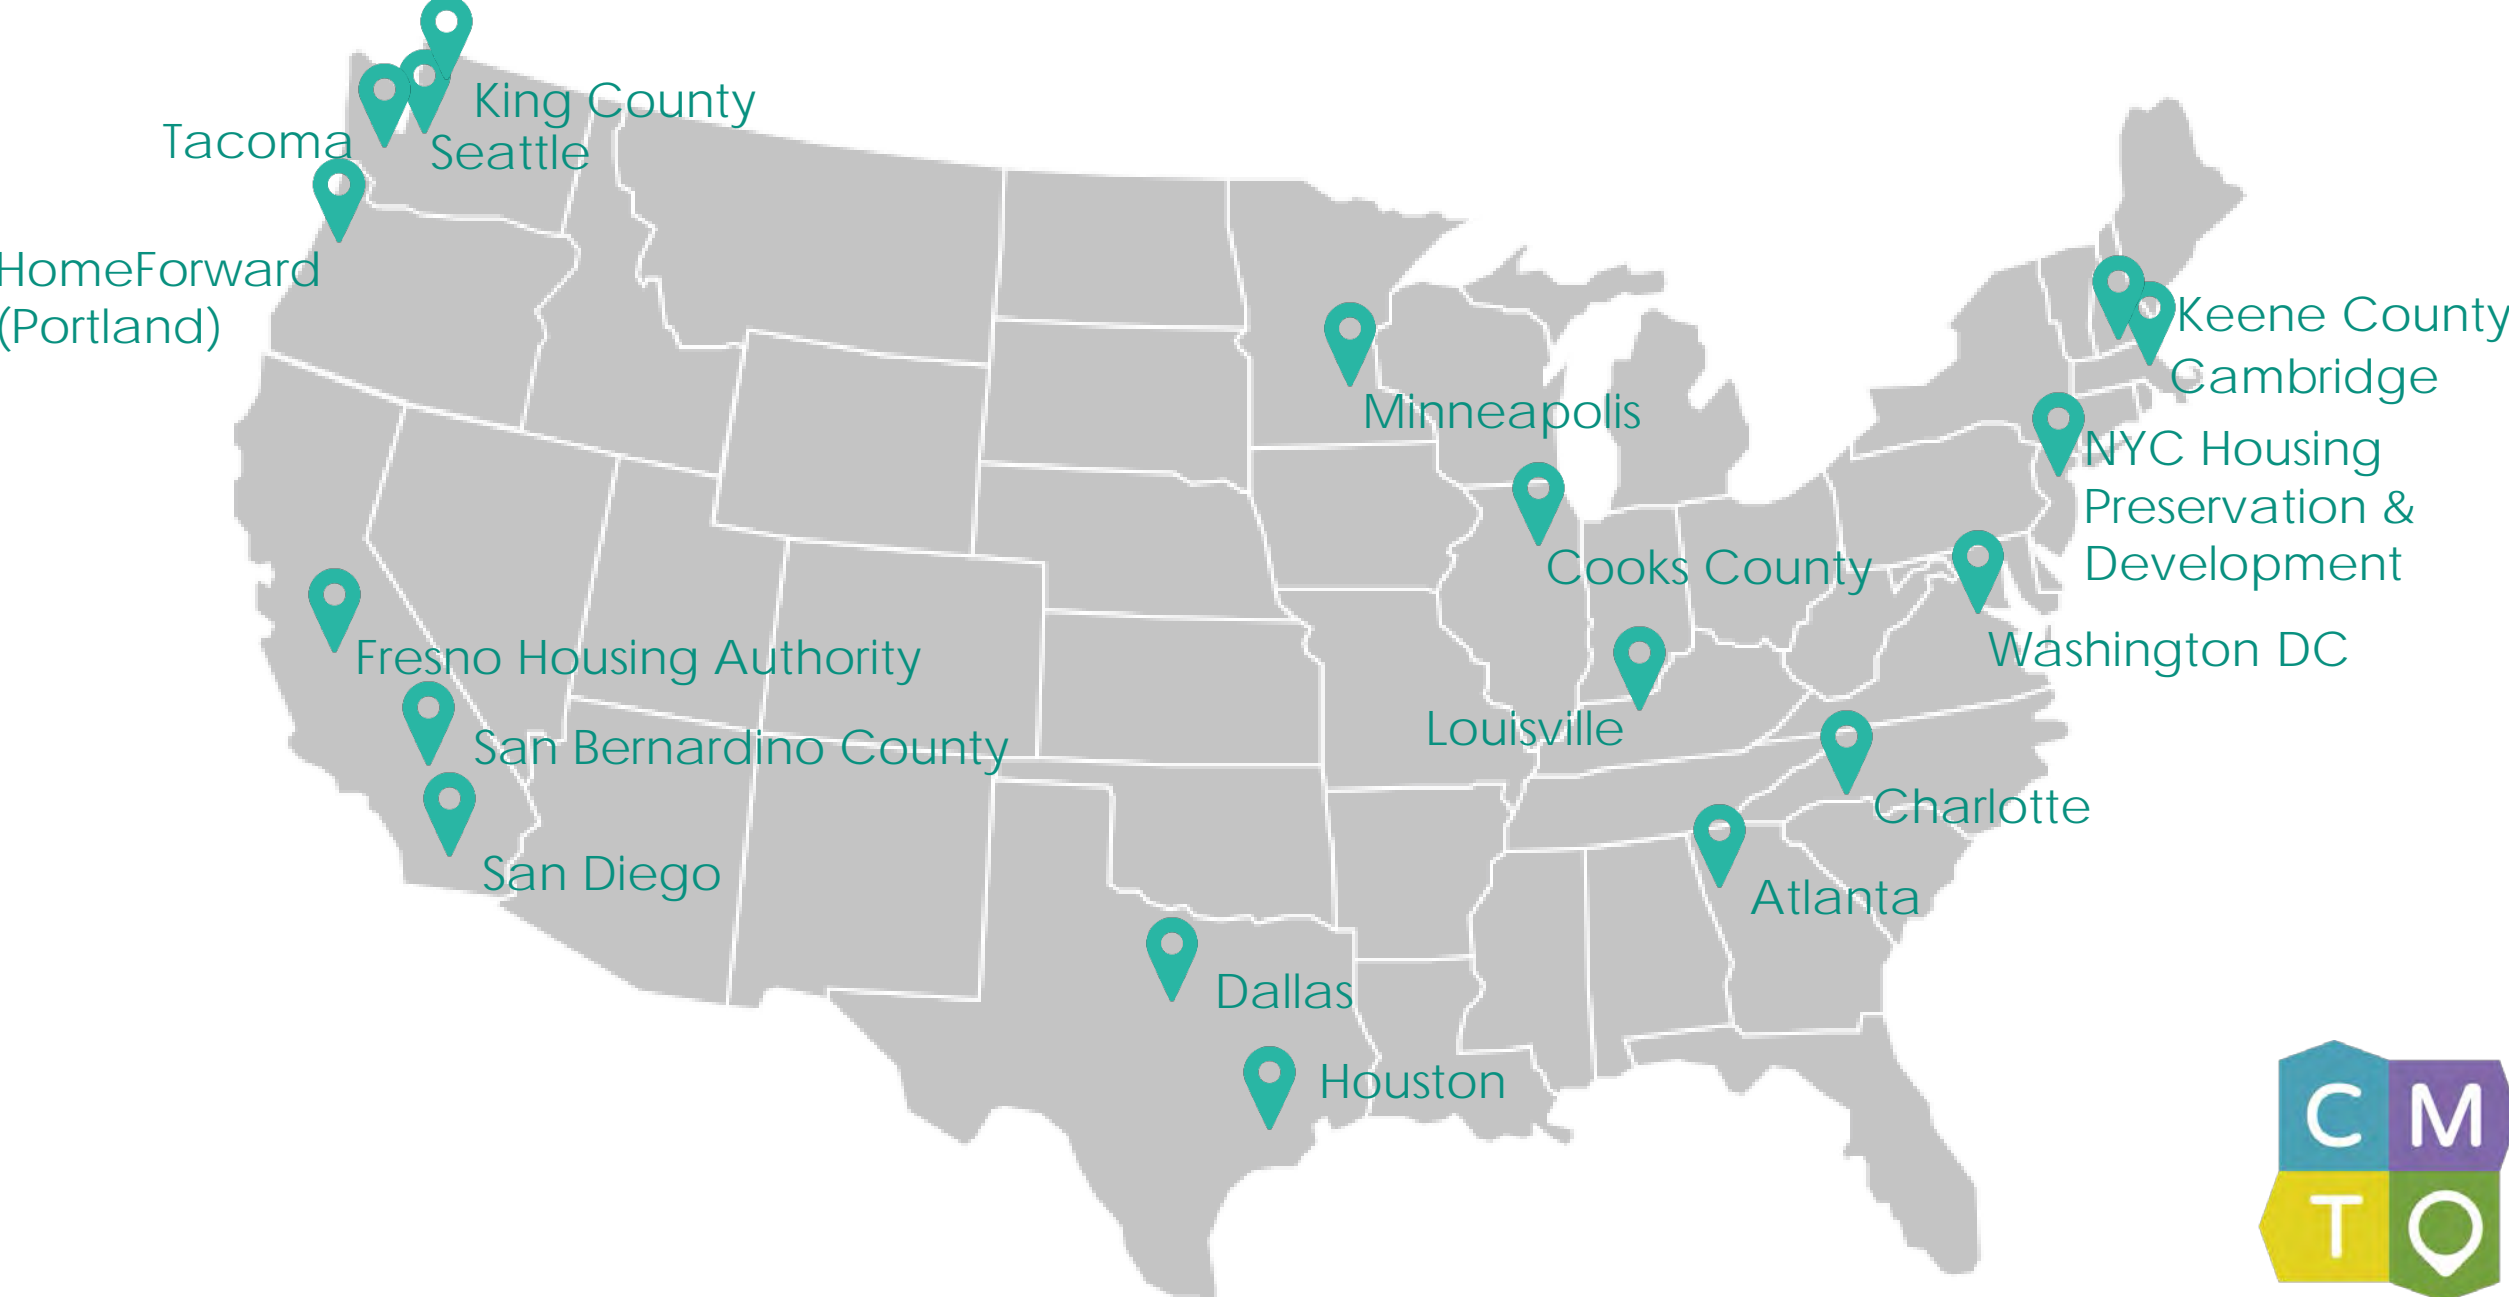 King County
Tacoma
Seattle
HomeForward
(Portland)
Keene County
Cambridge
Minneapolis
NYC Housing
Preservation &
Development
Cooks County
Washington DC
Fresno Housing Authority
Louisville
San Bernardino County
Charlotte
San Diego
Atlanta
Dallas
Houston
C M
T O